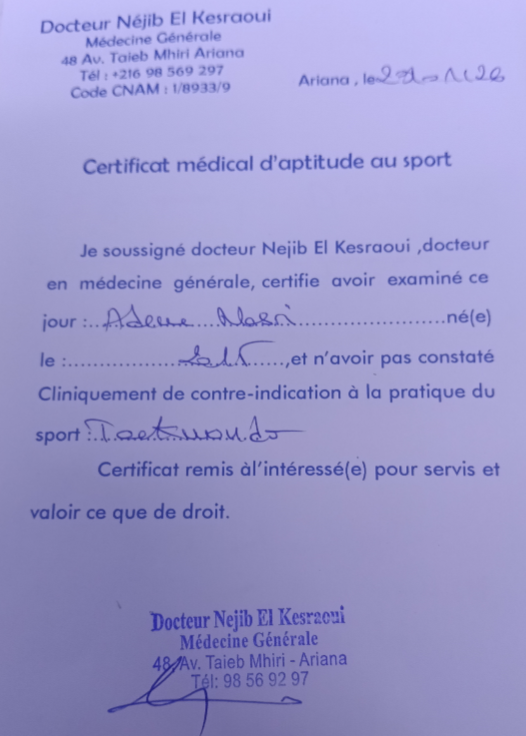 Docteur Néjib El Kesraoui
Médecine Générale
48 Av. Taieb Mhiri Ariana
Tél : +216 98 569 297
Code CNAM : 1/8933/9
Ariana , le
Certificat médical d'aptitude au sport
Je soussigné docteur Nejib El Kesraoui ,docteur
en médecine générale, certifie avoir examiné ce
jour :.. ... Nasri........................né(e)
le :.......................,et n'avoir pas constaté
Cliniquement de contre-indication à la pratique du
sport :.Taekwondo
Certificat remis àl'intéressé(e) pour servis et
valoir ce que de droit.
Docteur Nejib El Kesraoui
Médecine Générale
48, Av. Taieb Mhiri - Ariana
Tél: 98 56 92 97